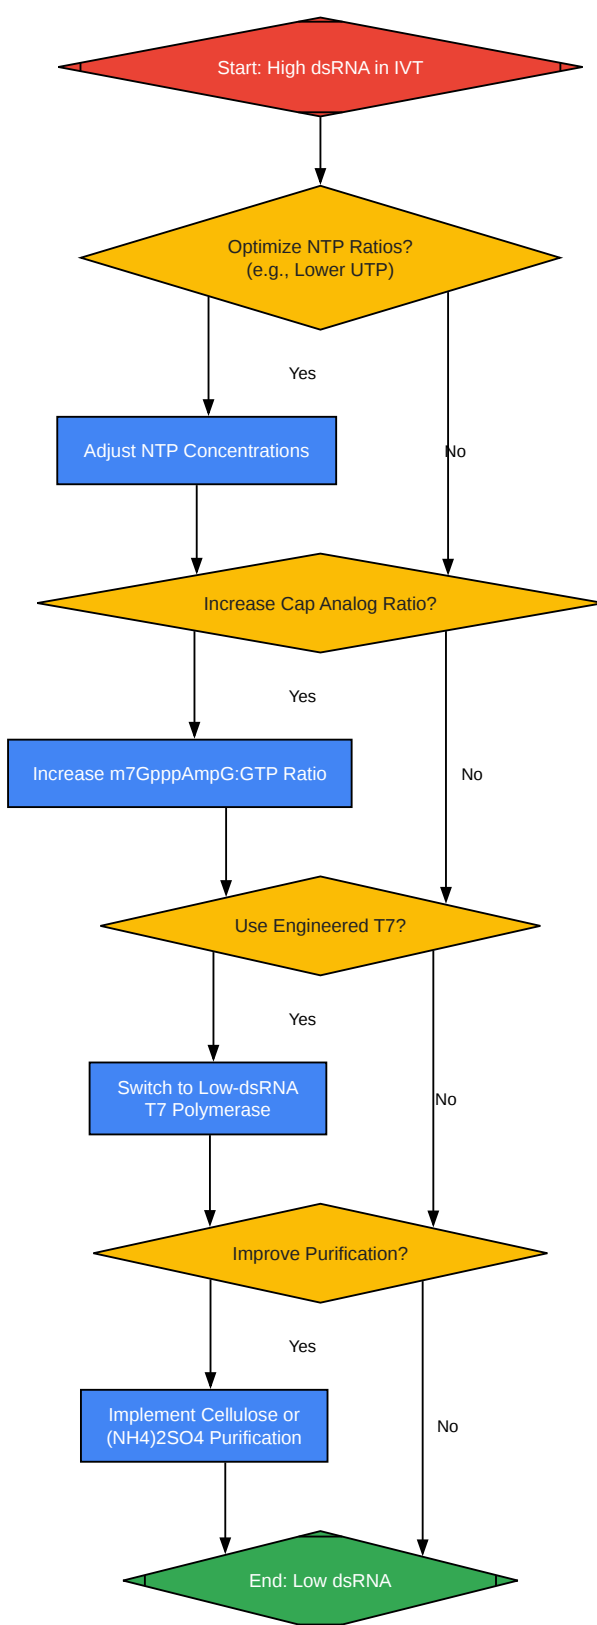 Start: High dsRNA in IVT
Optimize NTP Ratios?
(e.g., Lower UTP)
Yes
Adjust NTP Concentrations
No
Increase Cap Analog Ratio?
Yes
Increase m7GpppAmpG:GTP Ratio
No
Use Engineered T7?
Yes
Switch to Low-dsRNA
T7 Polymerase
No
Improve Purification?
Yes
Implement Cellulose or
(NH4)2SO4 Purification
No
End: Low dsRNA